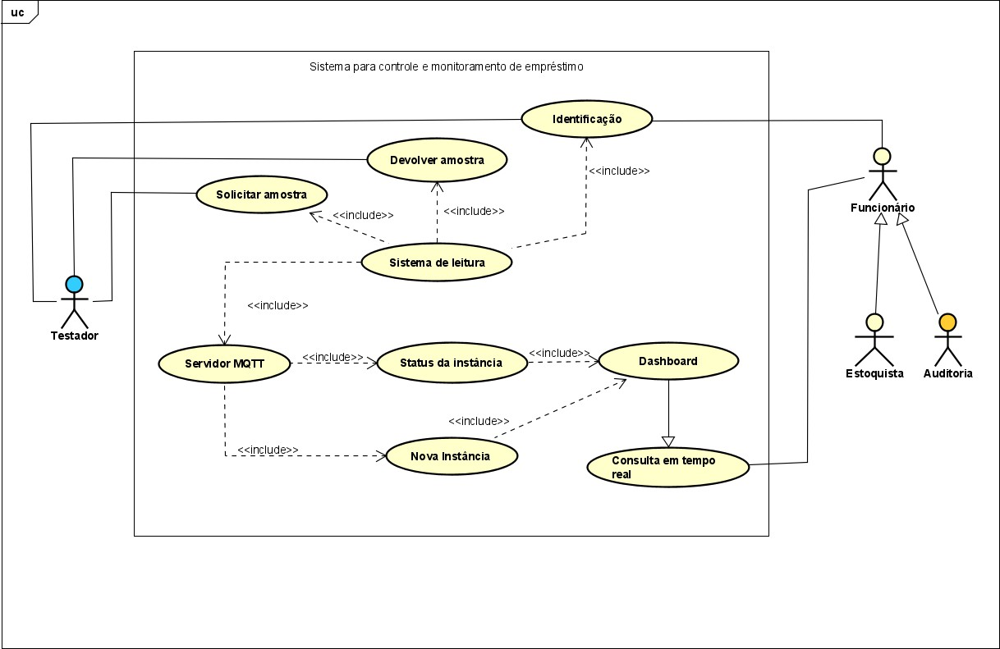 uc
Sistema para controle e monitoramento de empréstimo
Identificação
Devolver amostra
<<include>>
Solicitar amostra
<<include>>
<<include>>
Funcionário
Sistema de leitura
<<include>>
Testador
Servidor MQTT
<<include>>
Status da instância
<<include>>
Dashboard
Estoquista
Auditoria
<<include>>
<<include>>
Nova Instância
Consulta em tempo
real